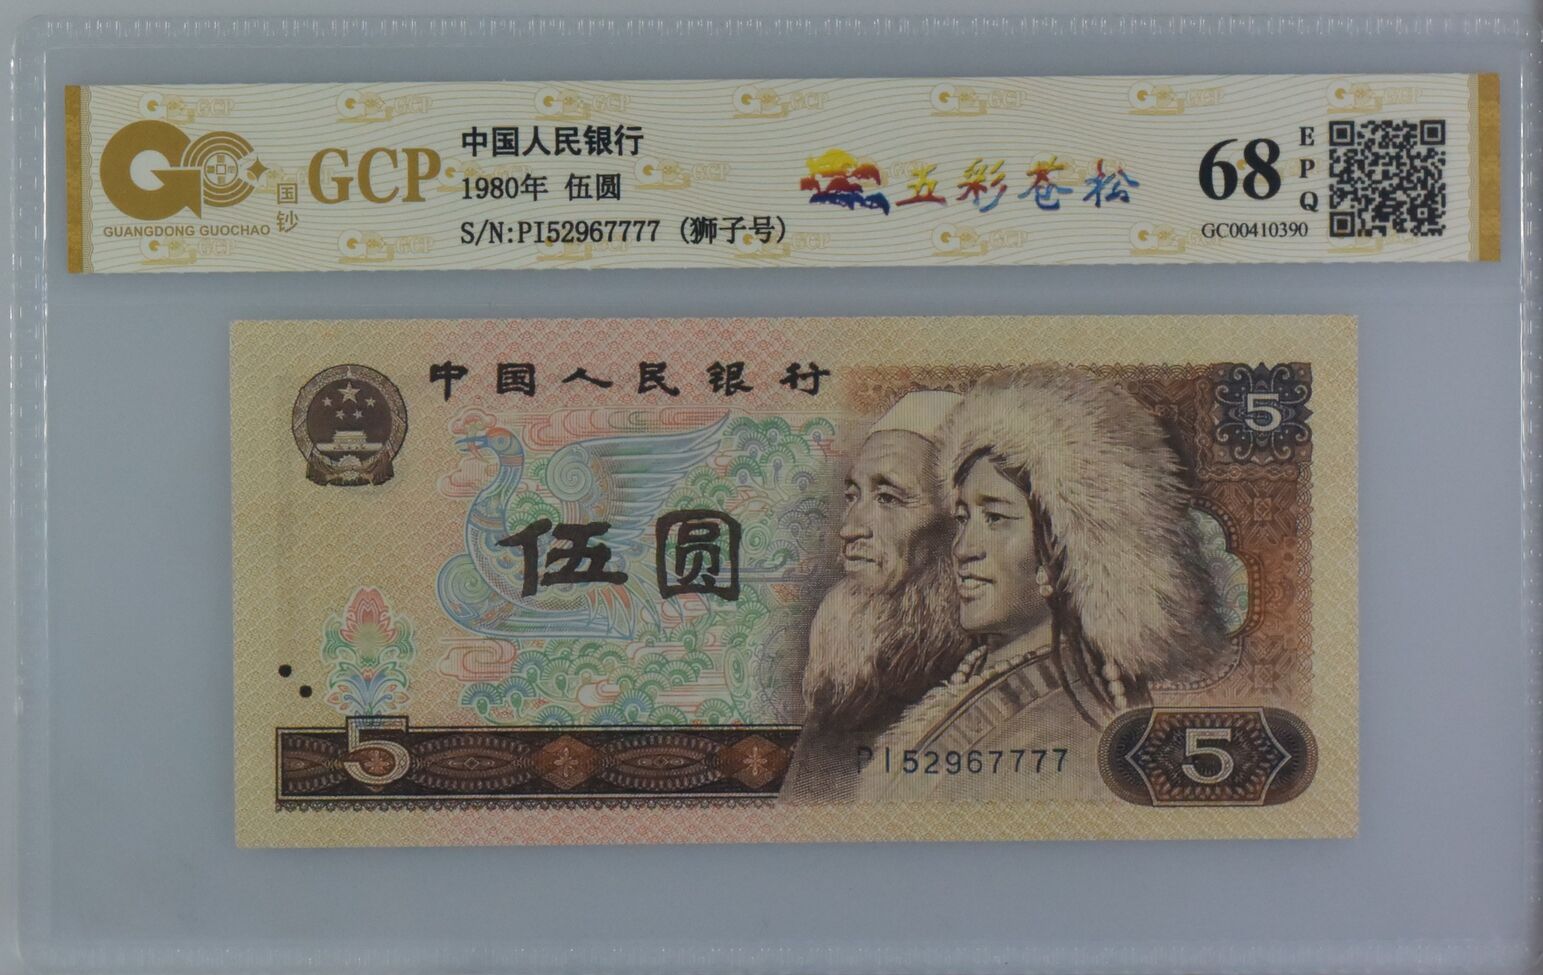 GCP
国钞
GUANGDONG GUOCHAO
中国人民银行
1980年 伍圆
S/N:PI52967777 (狮子号)
五彩苍松
68
EPQ
GC00410390
中国人民银行
5
伍圆
5
PI52967777
5